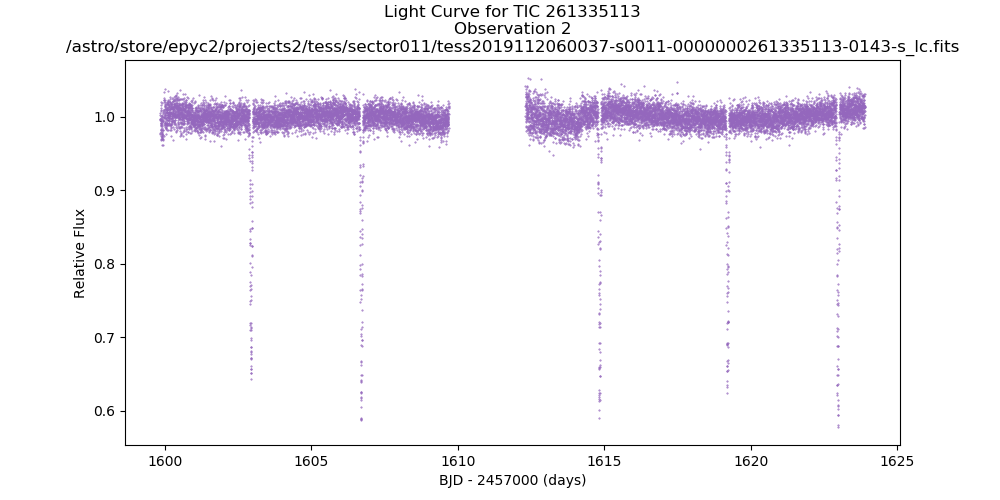 Light Curve for TIC 261335113
Observation 2
/astro/store/epyc2/projects2/tess/sector011/tess2019112060037-s0011-0000000261335113-0143-s_lc.fits
1.0
0.9
0.8
0.7
0.6
Relative Flux
1600
1605
1610
1615
1620
1625
BJD - 2457000 (days)